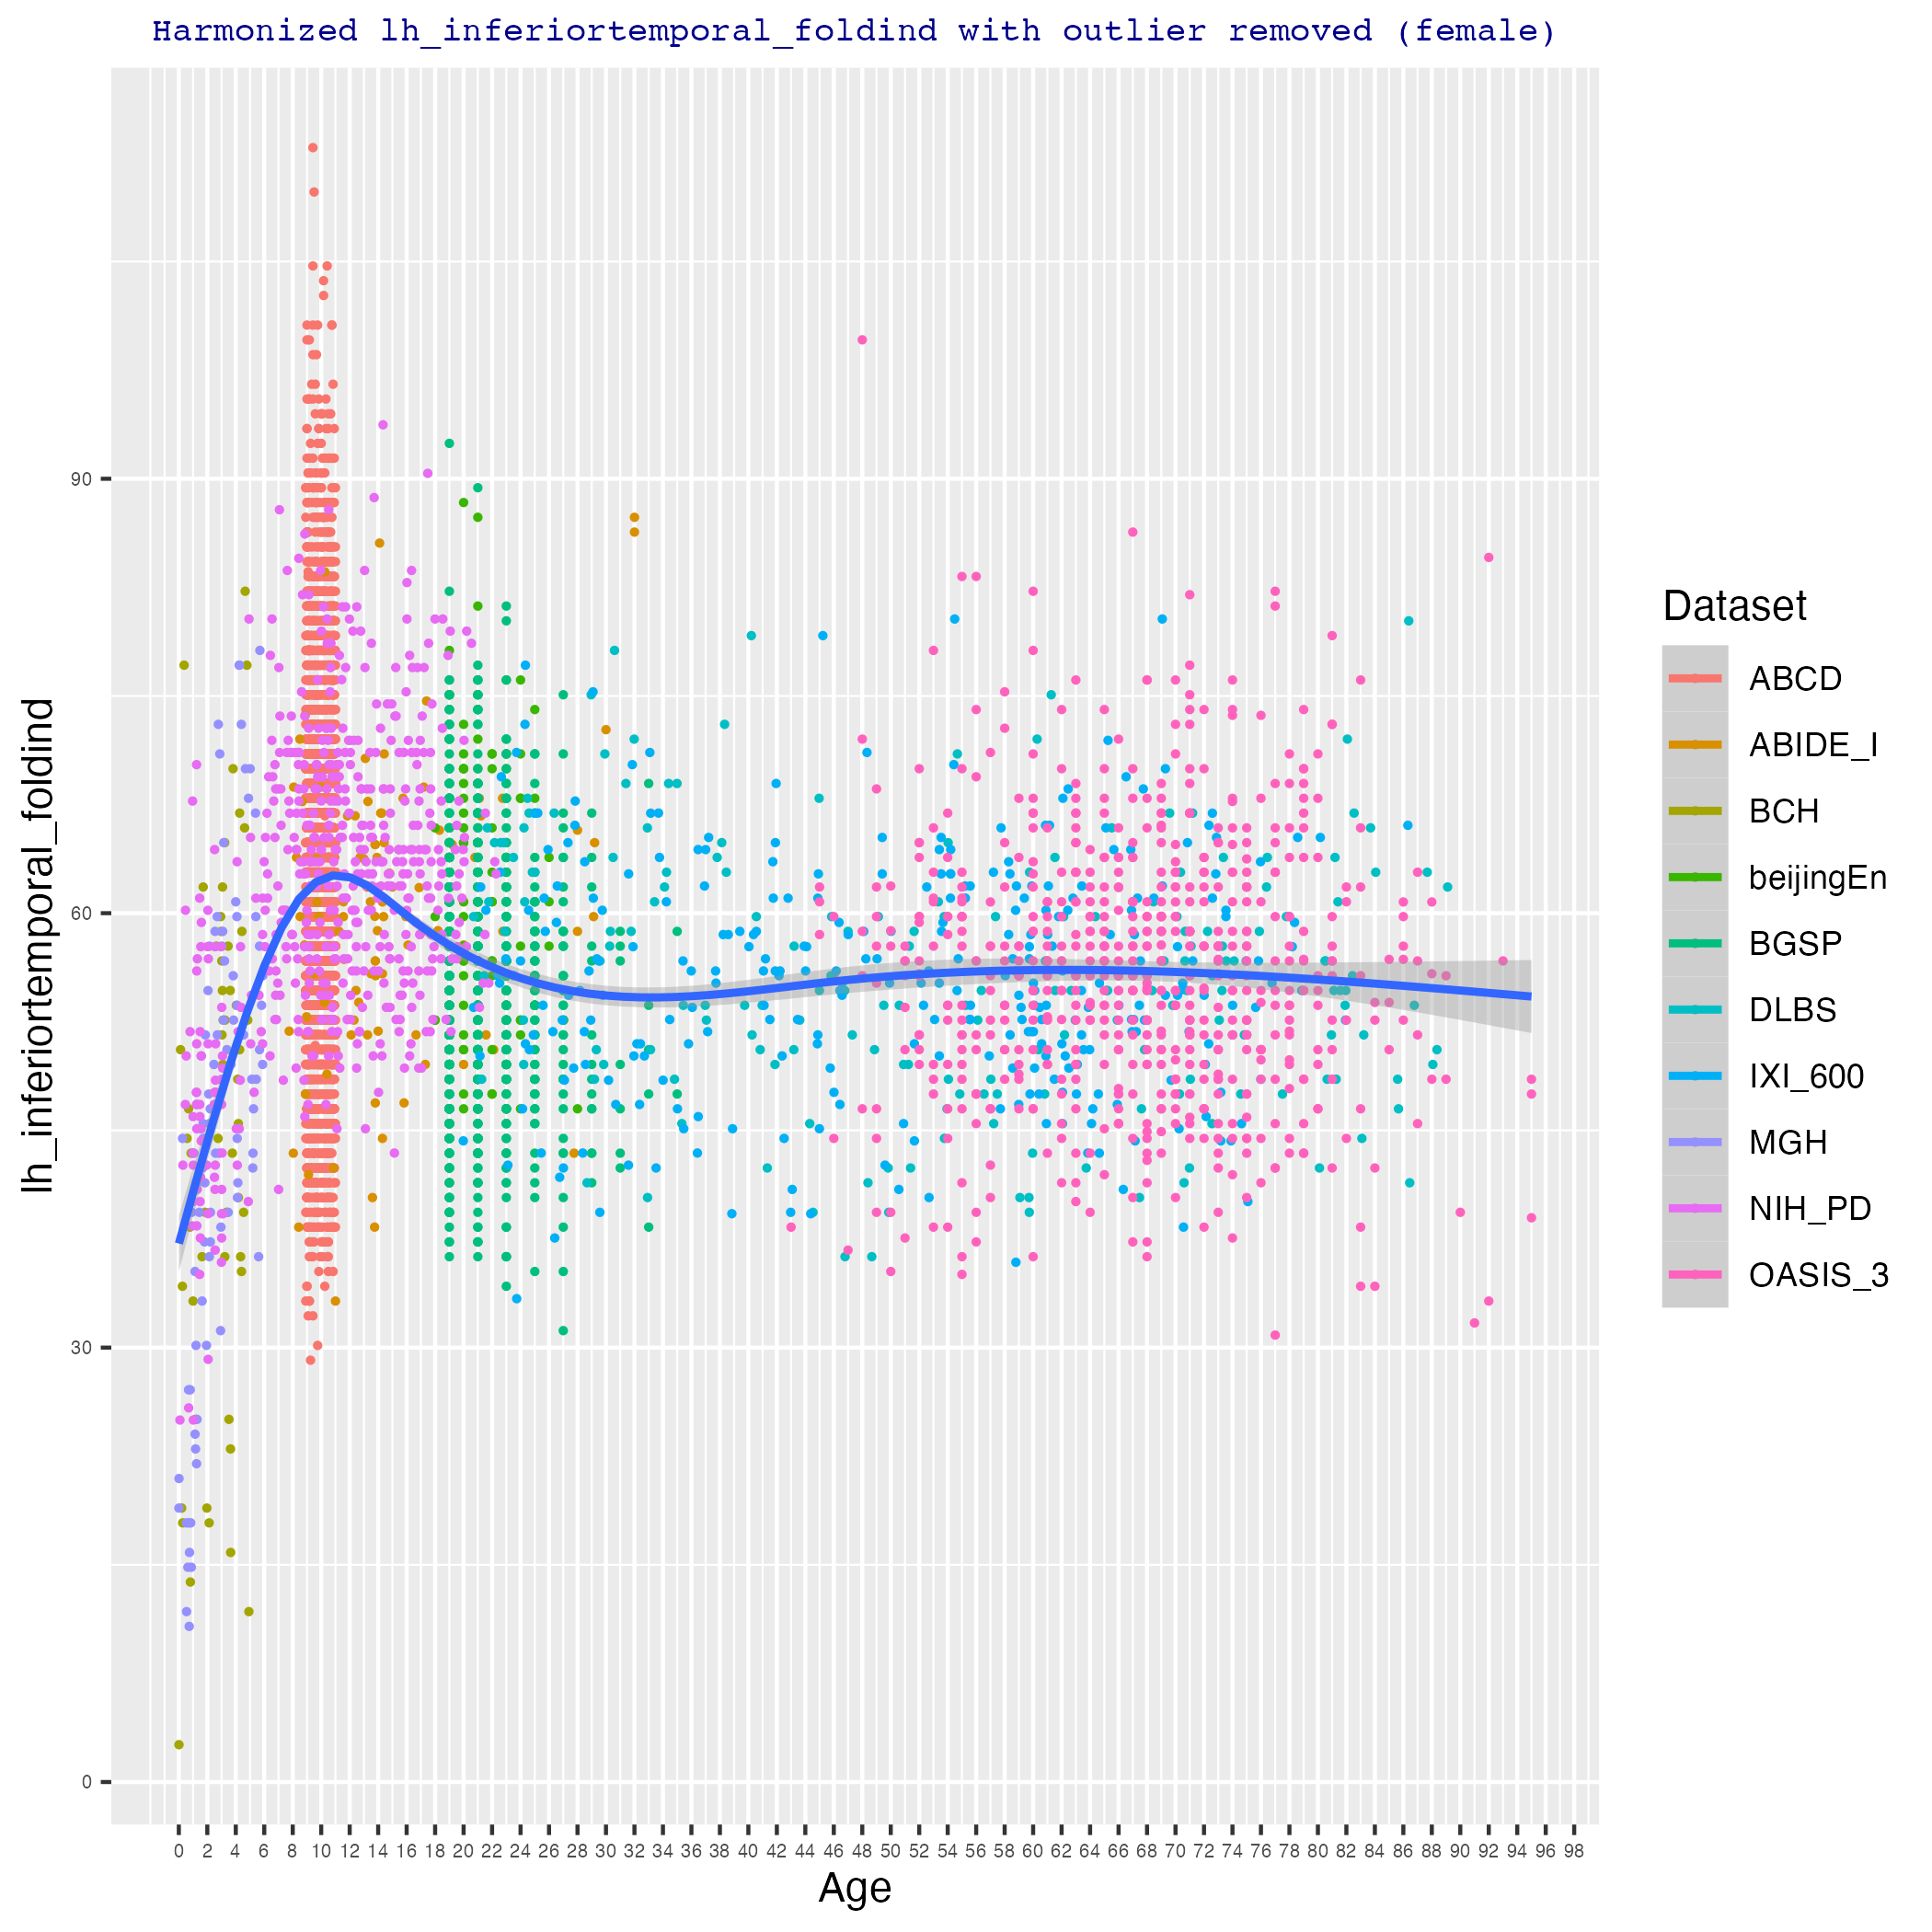 Harmonized lh_inferiortemporal_foldind with outlier removed (female)
lh_inferiortemporal_foldind
90
60
30
0
0 2 4 6 8 10 12 14 16 18 20 22 24 26 28 30 32 34 36 38 40 42 44 46 48 50 52 54 56 58 60 62 64 66 68 70 72 74 76 78 80 82 84 86 88 90 92 94 96 98
Age
Dataset
ABCD
ABIDE_I
BCH
beijingEn
BGSP
DLBS
IXI_600
MGH
NIH_PD
OASIS_3